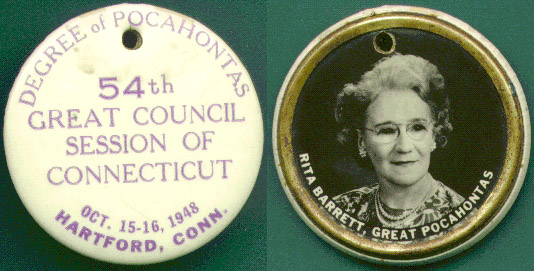 DEGREE of POCAHONTAS
54th
GREAT COUNCIL
SESSION OF
CONNECTICUT
OCT. 15-16, 1948
HARTFORD, CONN.
RITA BARRETT, GREAT POCAHONTAS